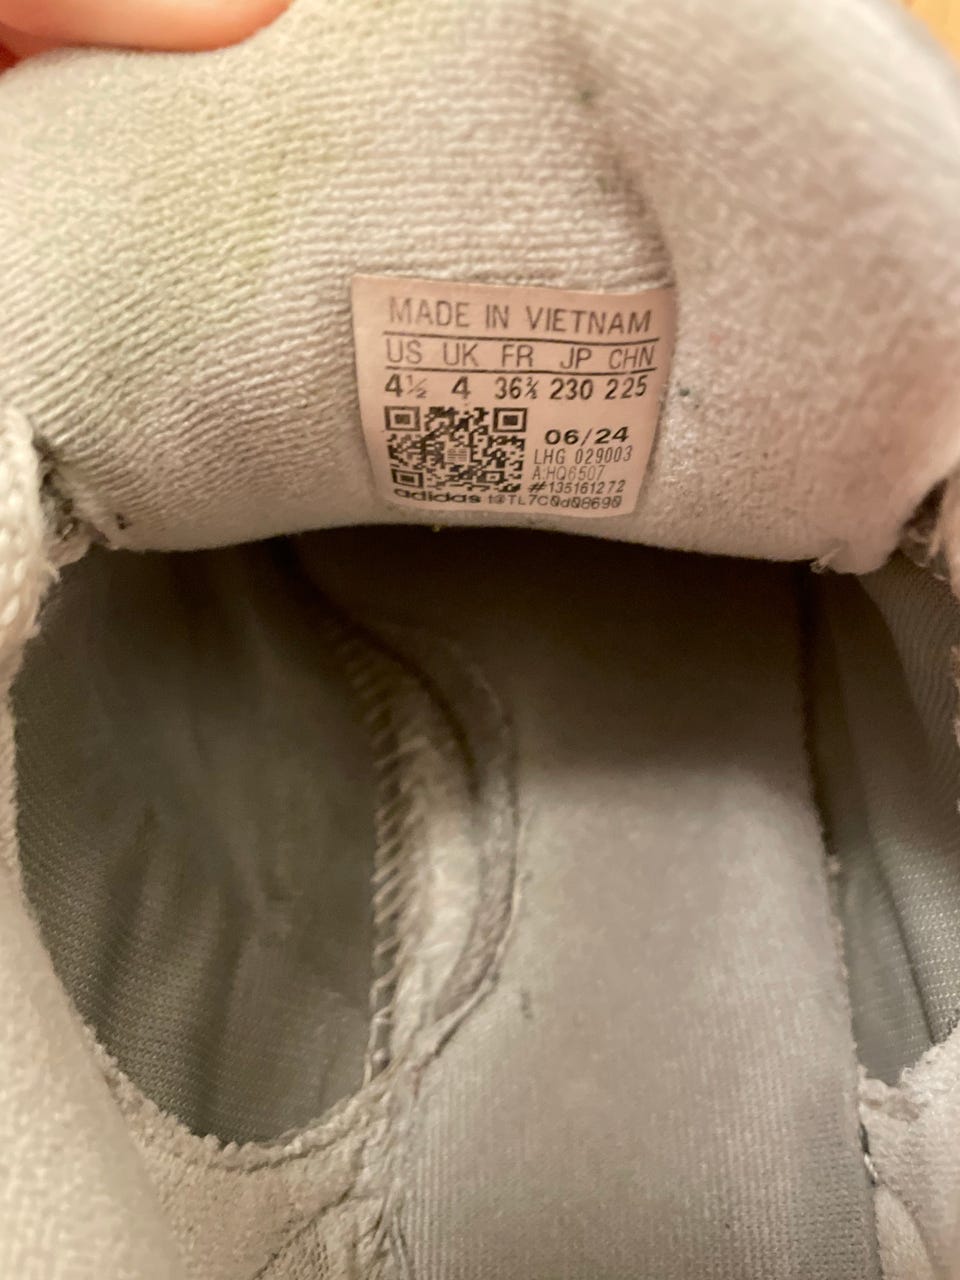 MADE IN VIETNAM
US UK FR JP CHN
4½ 4 36⅔ 230 225
06/24
LHG 029003
A:HQ6507
#135161272
adidas t@TL7C0d08690